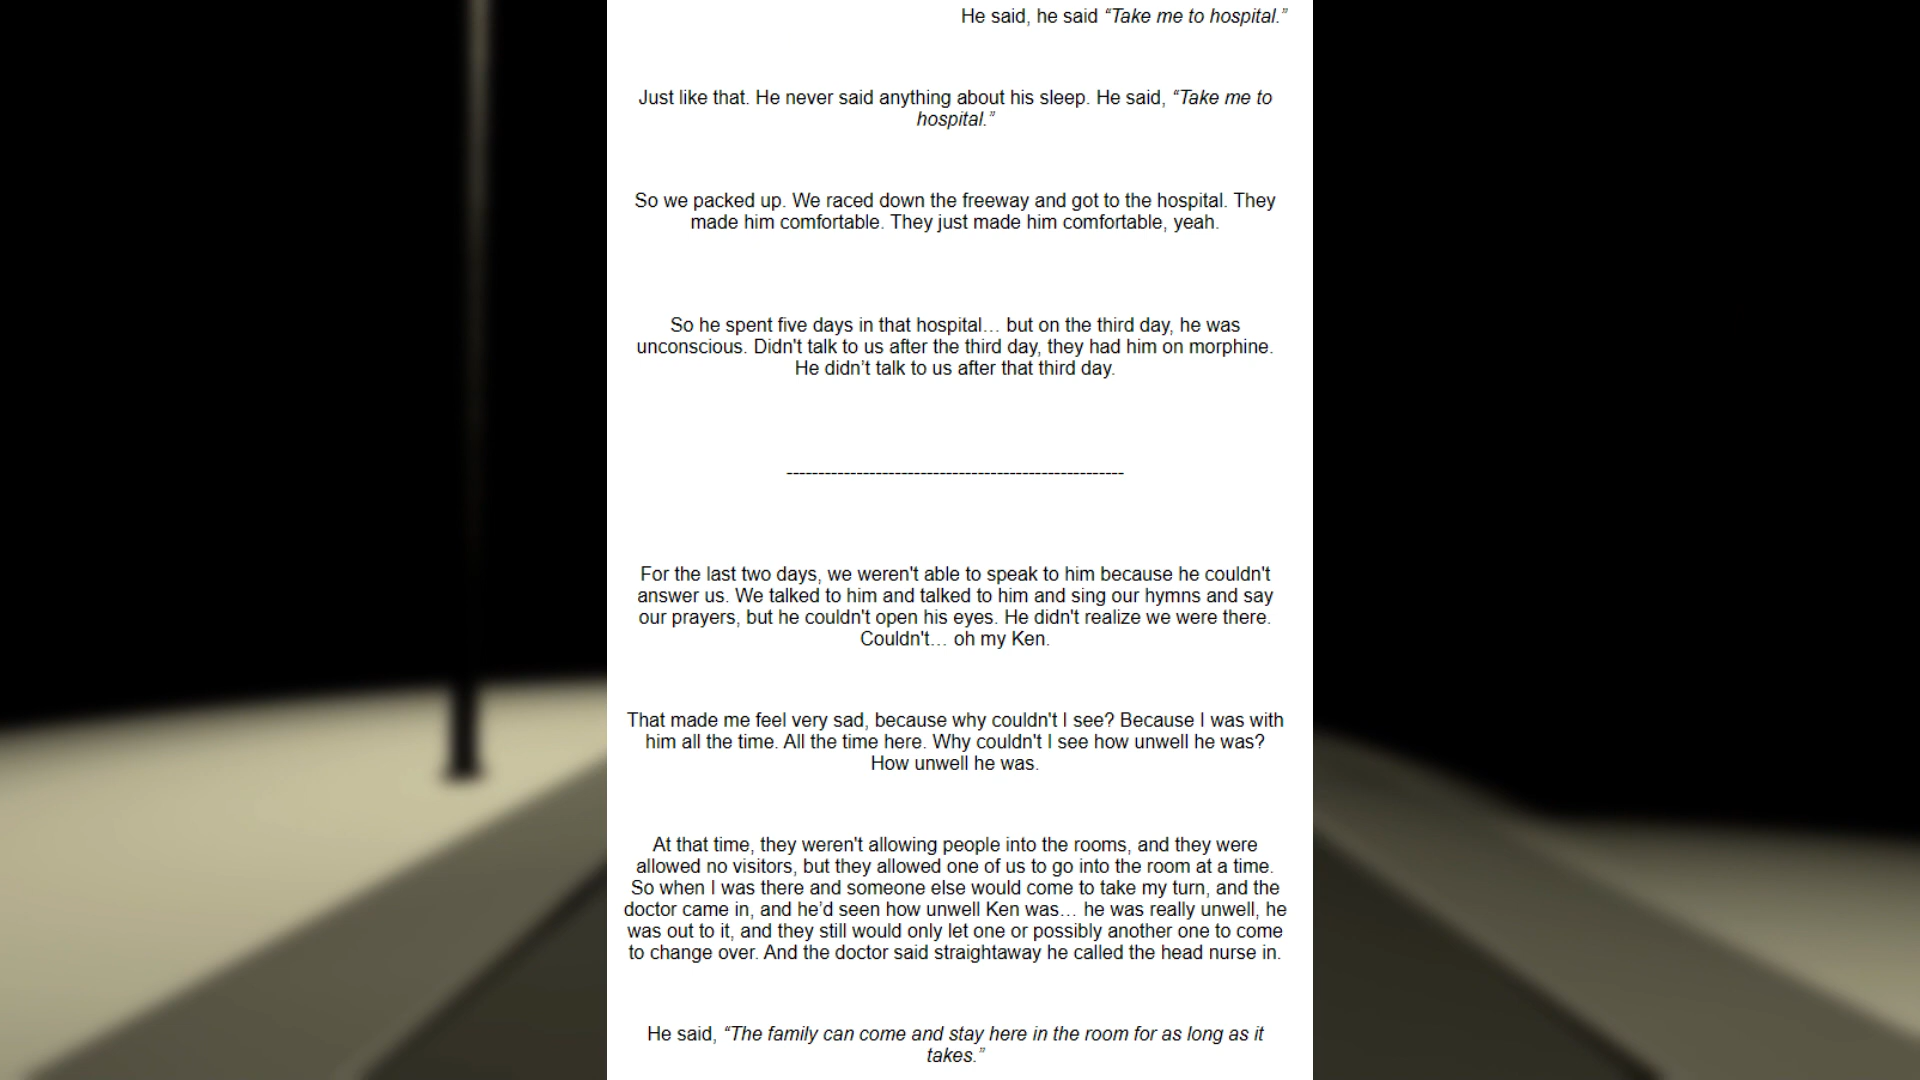 He said, he said “Take me to hospital.”
Just like that. He never said anything about his sleep. He said, “Take me to
hospital.”
So we packed up. We raced down the freeway and got to the hospital. They
made him comfortable. They just made him comfortable, yeah.
So he spent five days in that hospital… but on the third day, he was
unconscious. Didn't talk to us after the third day, they had him on morphine.
He didn’t talk to us after that third day.
-----------------------------------------------------
For the last two days, we weren't able to speak to him because he couldn't
answer us. We talked to him and talked to him and sing our hymns and say
our prayers, but he couldn't open his eyes. He didn't realize we were there.
Couldn't… oh my Ken.
That made me feel very sad, because why couldn't I see? Because I was with
him all the time. All the time here. Why couldn't I see how unwell he was?
How unwell he was.
At that time, they weren't allowing people into the rooms, and they were
allowed no visitors, but they allowed one of us to go into the room at a time.
So when I was there and someone else would come to take my turn, and the
doctor came in, and he’d seen how unwell Ken was… he was really unwell, he
was out to it, and they still would only let one or possibly another one to come
to change over. And the doctor said straightaway he called the head nurse in.
He said, “The family can come and stay here in the room for as long as it
takes.”